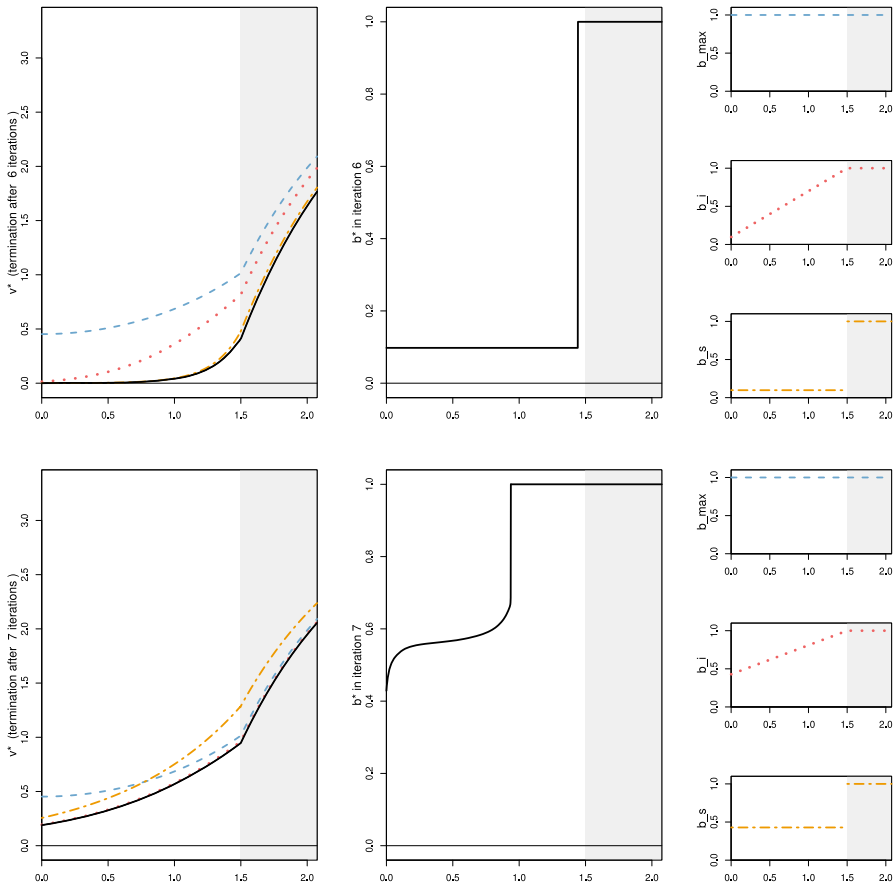 v* (termination after 6 iterations )
0.0 0.5 1.0 1.5 2.0 2.5 3.0
0.0 0.5 1.0 1.5 2.0
b* in iteration 6
0.0 0.2 0.4 0.6 0.8 1.0
0.0 0.5 1.0 1.5 2.0
b_max
0.0 0.5 1.0
0.0 0.5 1.0 1.5 2.0
b_i
0.0 0.5 1.0
0.0 0.5 1.0 1.5 2.0
b_s
0.0 0.5 1.0
0.0 0.5 1.0 1.5 2.0
v* (termination after 7 iterations )
0.0 0.5 1.0 1.5 2.0 2.5 3.0
0.0 0.5 1.0 1.5 2.0
b* in iteration 7
0.0 0.2 0.4 0.6 0.8 1.0
0.0 0.5 1.0 1.5 2.0
b_max
0.0 0.5 1.0
0.0 0.5 1.0 1.5 2.0
b_i
0.0 0.5 1.0
0.0 0.5 1.0 1.5 2.0
b_s
0.0 0.5 1.0
0.0 0.5 1.0 1.5 2.0